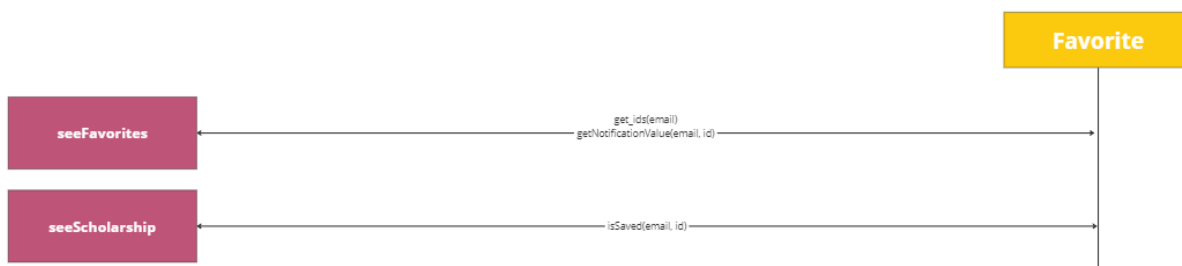 Favorite
seeFavorites
get_ids(email)
getNotificationValue(email, id)
seeScholarship
isSaved(email, id)